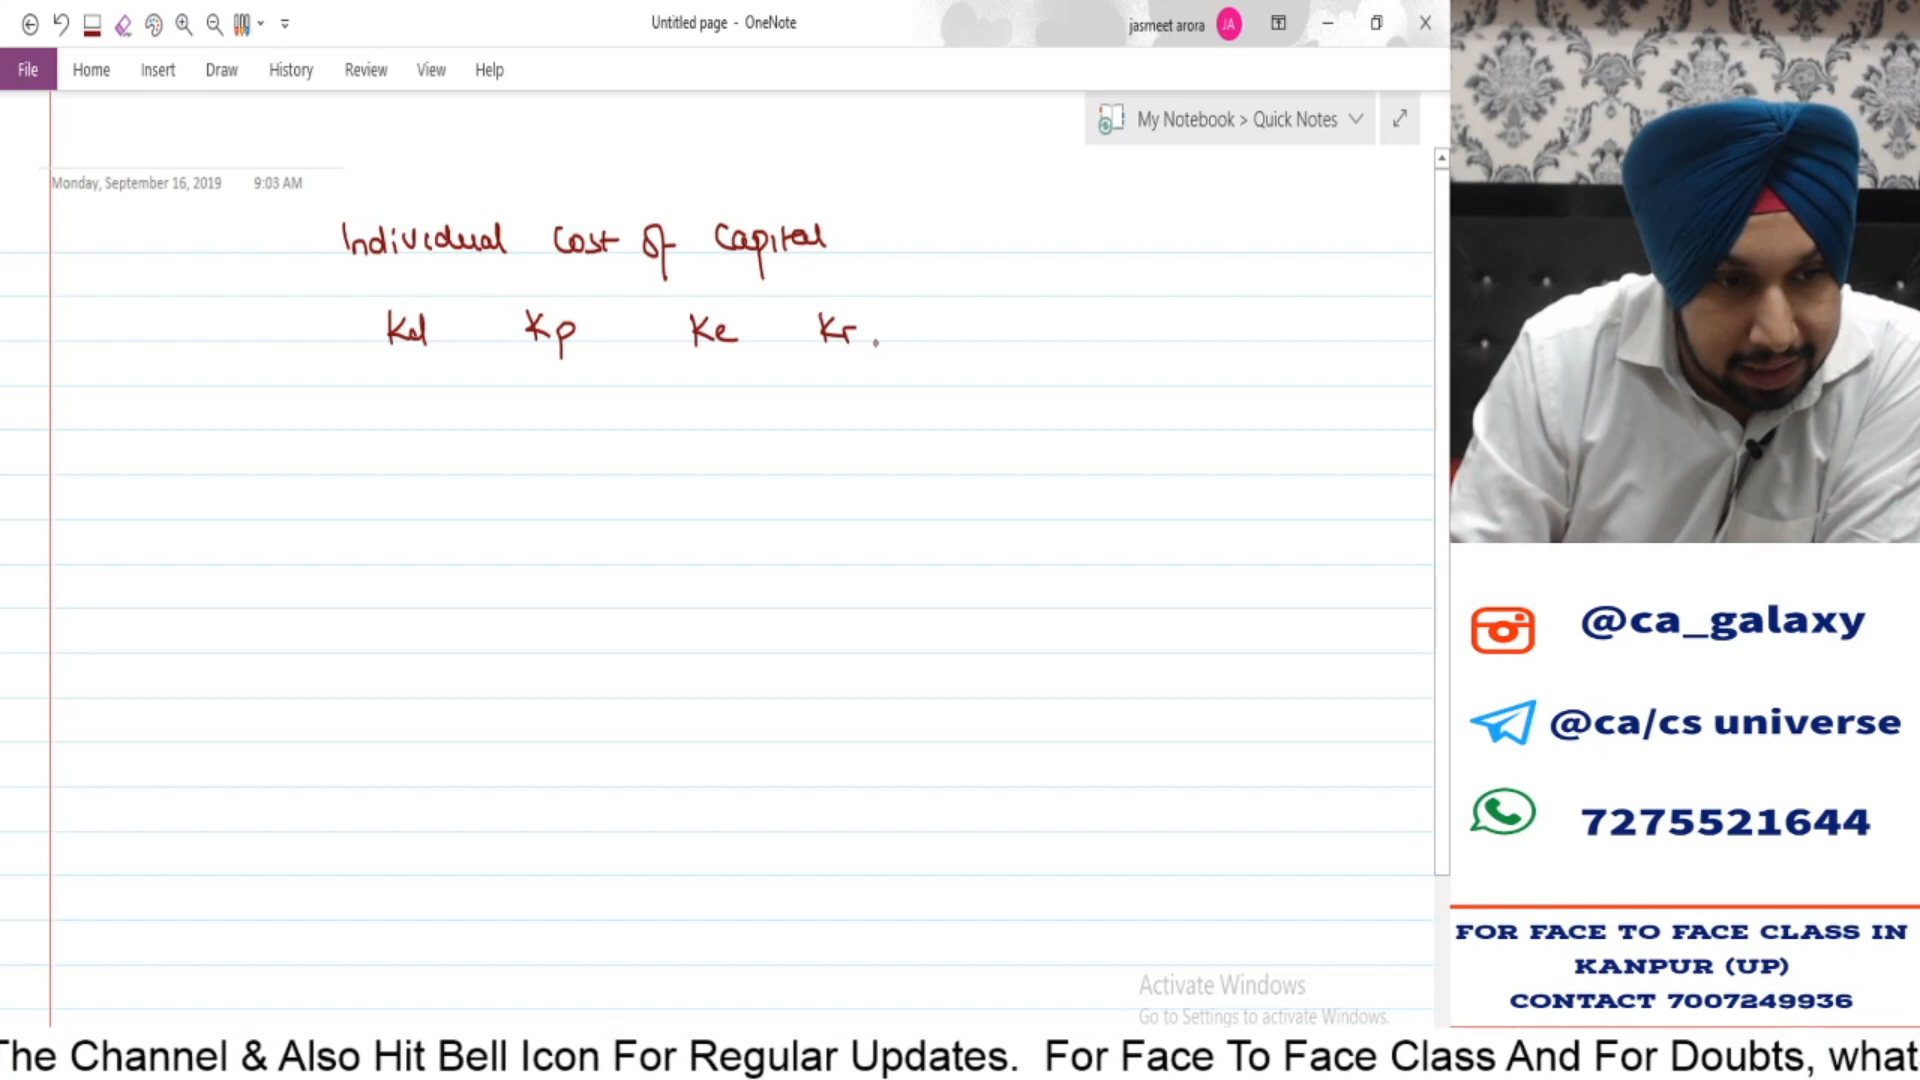 Untitled page - OneNote
jasmeet arora JA
File Home Insert Draw History Review View Help
My Notebook > Quick Notes
Monday, September 16, 2019 9:03 AM
Individual Cost of Capital
Kd Kp Ke Kr
@ca_galaxy
@ca/cs universe
7275521644
FOR FACE TO FACE CLASS IN
KANPUR (UP)
CONTACT 7007249936
Activate Windows
Go to Settings to activate Windows.
The Channel & Also Hit Bell Icon For Regular Updates. For Face To Face Class And For Doubts, what